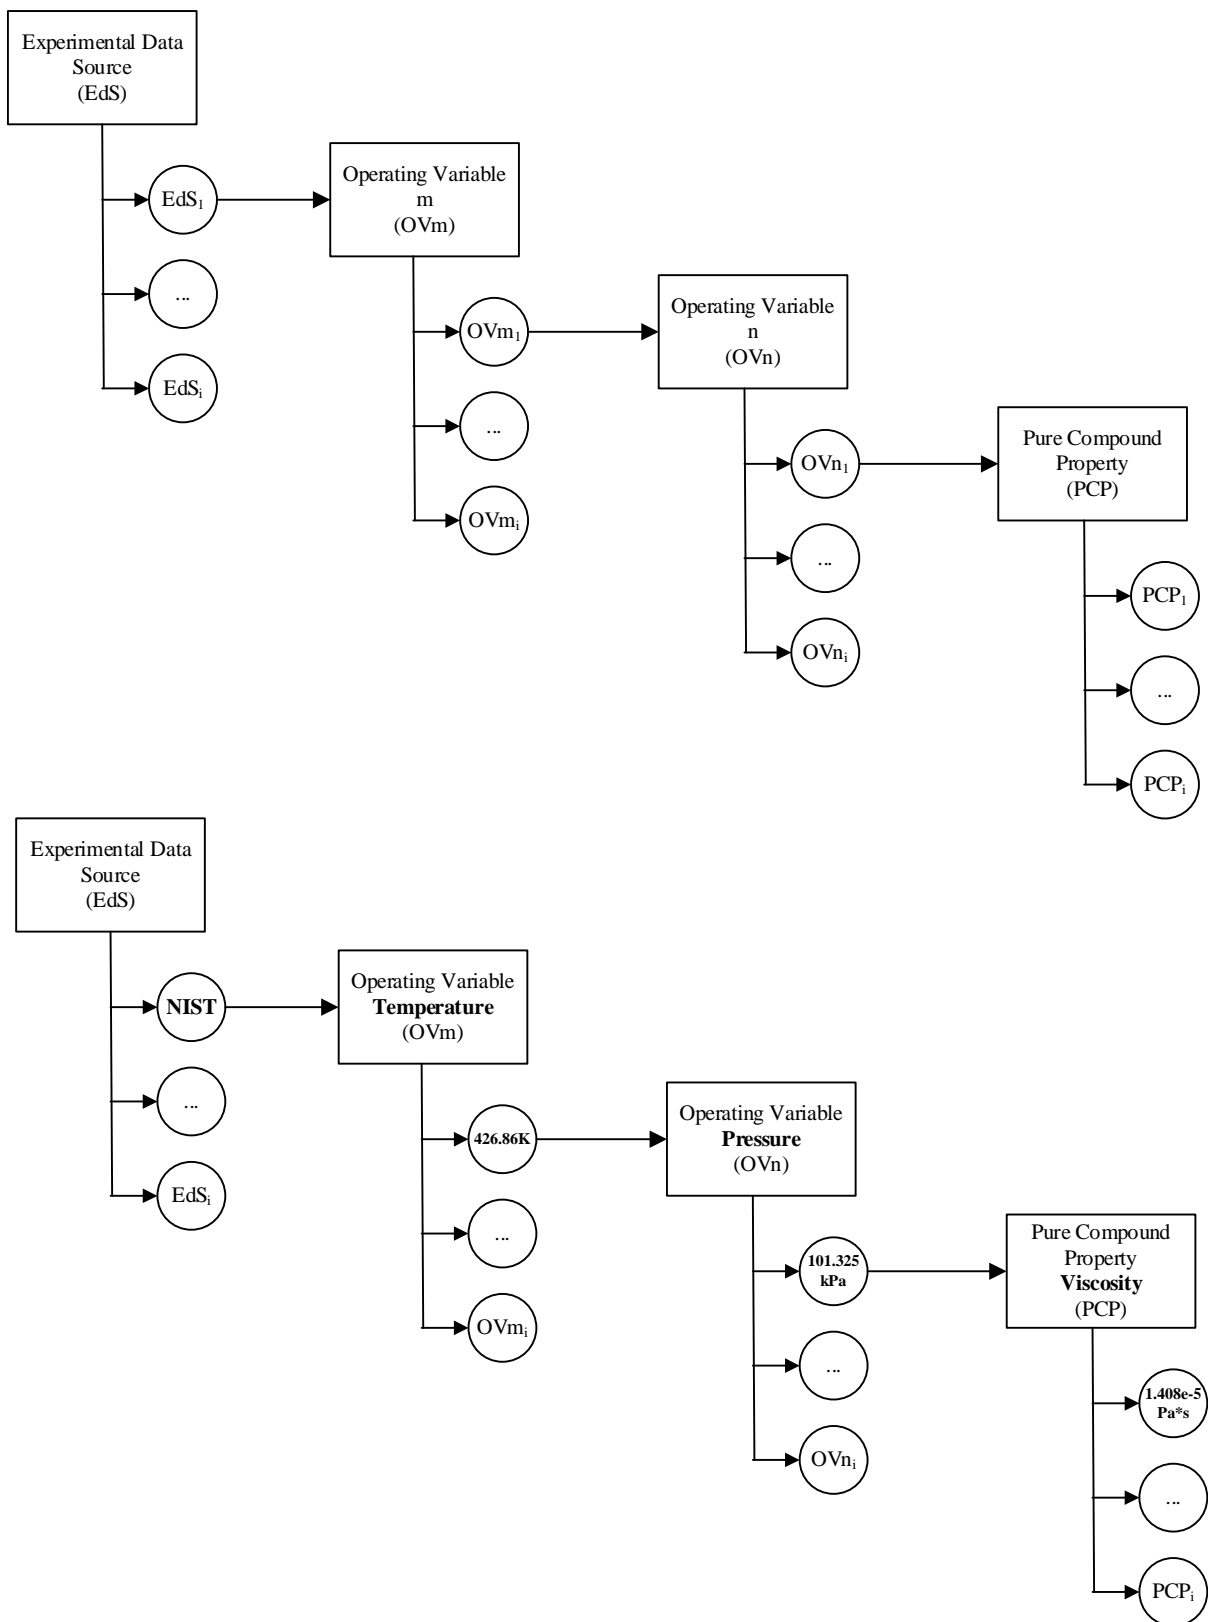 Experimental Data
Source
(EdS)
EdS₁
...
EdSᵢ
Operating Variable
m
(OVm)
OVm₁
...
OVmᵢ
Operating Variable
n
(OVn)
OVn₁
...
OVnᵢ
Pure Compound
Property
(PCP)
PCP₁
...
PCPᵢ
Experimental Data
Source
(EdS)
NIST
...
EdSᵢ
Operating Variable
Temperature
(OVm)
426.86K
...
OVmᵢ
Operating Variable
Pressure
(OVn)
101.325
kPa
...
OVnᵢ
Pure Compound
Property
Viscosity
(PCP)
1.408e-5
Pa*s
...
PCPᵢ